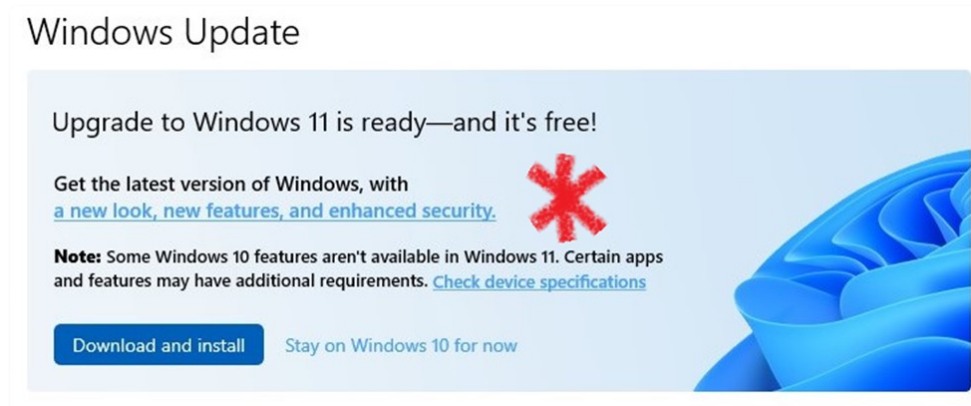 Windows Update
Upgrade to Windows 11 is ready—and it's free!
Get the latest version of Windows, with
a new look, new features, and enhanced security.
Note: Some Windows 10 features aren't available in Windows 11. Certain apps
and features may have additional requirements. Check device specifications
Download and install
Stay on Windows 10 for now